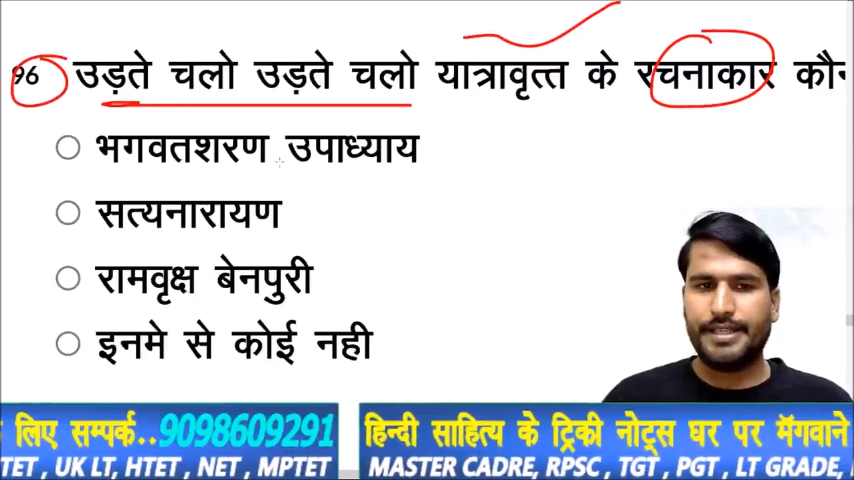 96 उड़ते चलो उड़ते चलो यात्रावृत्त के रचनाकार
भगवतशरण उपाध्याय
सत्यनारायण
रामवृक्ष बेनपुरी
इनमे से कोई नही
लिए सम्पर्क..9098609291
TET , UK LT, HTET , NET , MPTET
हिन्दी साहित्य के ट्रिकी नोट्स घर पर मॅगवाने
MASTER CADRE, RPSC , TGT , PGT , LT GRADE,